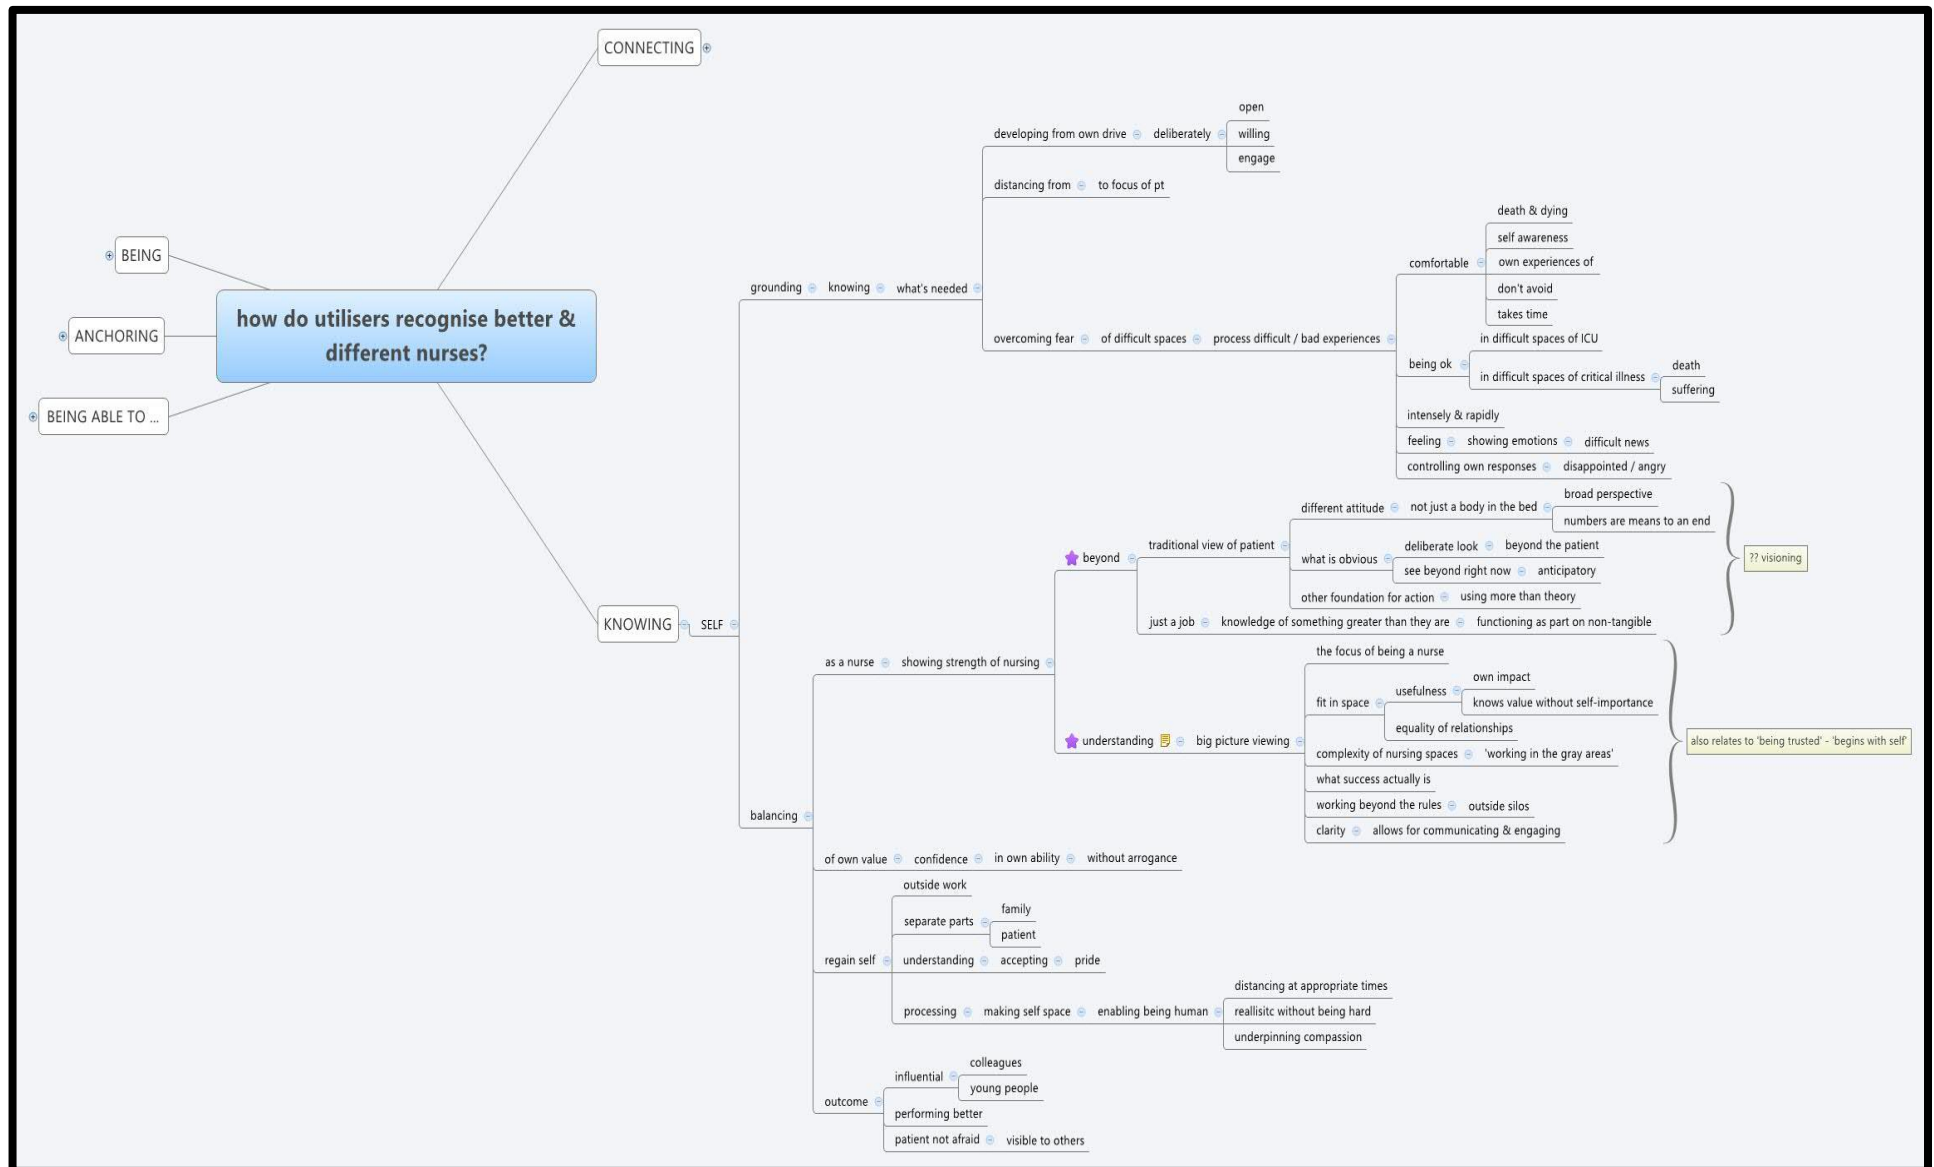 CONNECTING
BEING
ANCHORING
BEING ABLE TO ...
how do utilisers recognise better &
different nurses?
KNOWING
SELF
grounding
knowing
what's needed
developing from own drive
deliberately
open
willing
engage
distancing from
to focus of pt
overcoming fear
of difficult spaces
process difficult / bad experiences
comfortable
death & dying
self awareness
own experiences of
don't avoid
takes time
being ok
in difficult spaces of ICU
in difficult spaces of critical illness
death
suffering
intensely & rapidly
feeling
showing emotions
difficult news
controlling own responses
disappointed / angry
balancing
as a nurse
showing strength of nursing
beyond
traditional view of patient
different attitude
not just a body in the bed
broad perspective
numbers are means to an end
what is obvious
deliberate look
beyond the patient
see beyond right now
anticipatory
other foundation for action
using more than theory
just a job
knowledge of something greater than they are
functioning as part on non-tangible
?? visioning
understanding
big picture viewing
the focus of being a nurse
fit in space
usefulness
own impact
knows value without self-importance
equality of relationships
complexity of nursing spaces
'working in the gray areas'
what success actually is
working beyond the rules
outside silos
clarity
allows for communicating & engaging
also relates to 'being trusted' - 'begins with self'
of own value
confidence
in own ability
without arrogance
regain self
outside work
separate parts
family
patient
understanding
accepting
pride
processing
making self space
enabling being human
distancing at appropriate times
reallisitc without being hard
underpinning compassion
outcome
influential
colleagues
young people
performing better
patient not afraid
visible to others